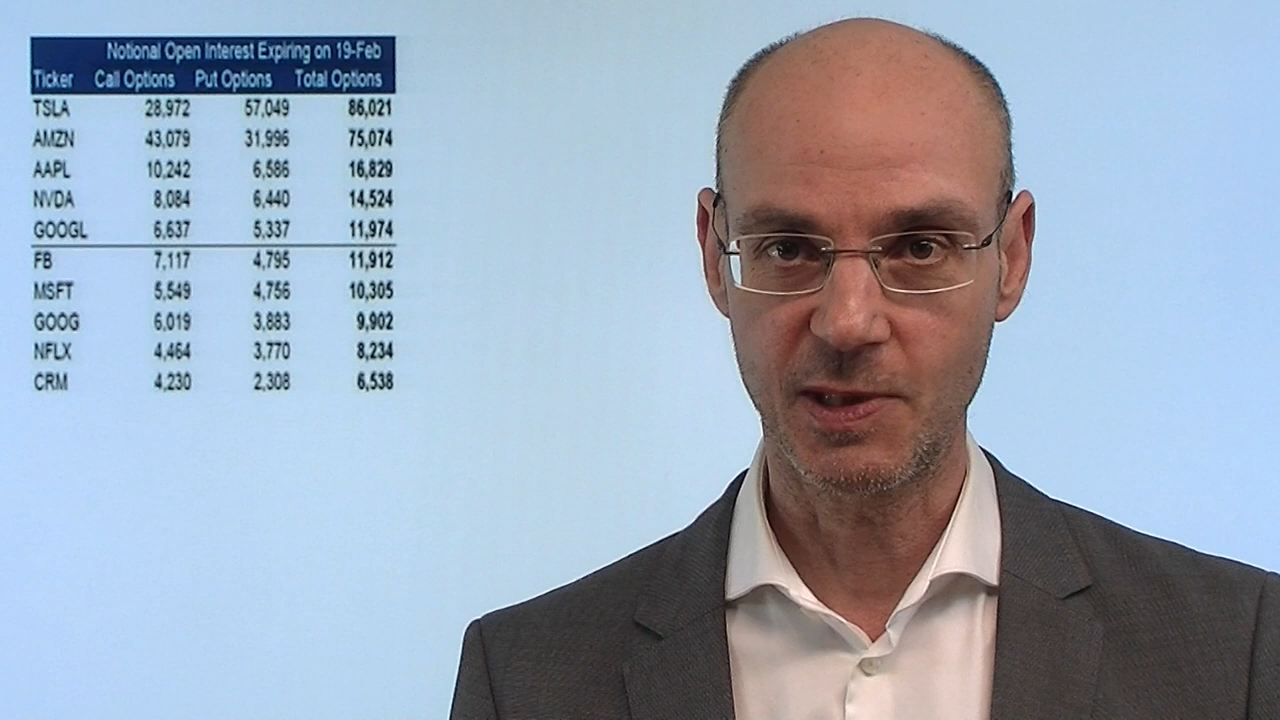 Notional Open Interest Expiring on 19-Feb
Ticker Call Options Put Options Total Options
TSLA 28,972 57,049 86,021
AMZN 43,079 31,996 75,074
AAPL 10,242 6,586 16,829
NVDA 8,084 6,440 14,524
GOOGL 6,637 5,337 11,974
FB 7,117 4,795 11,912
MSFT 5,549 4,756 10,305
GOOG 6,019 3,883 9,902
NFLX 4,464 3,770 8,234
CRM 4,230 2,308 6,538